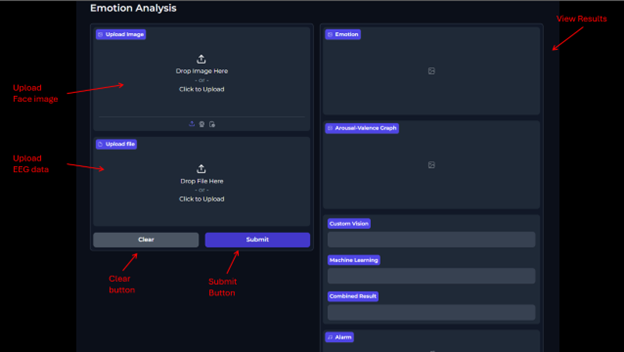 Emotion Analysis
View Results
Upload Image
Drop Image Here
- or -
Click to Upload
Upload
Face image
Upload file
Drop File Here
- or -
Click to Upload
Upload
EEG data
Clear
Submit
Clear
button
Submit
Button
Emotion
Arousal-Valence Graph
Custom Vision
Machine Learning
Combined Result
Alarm